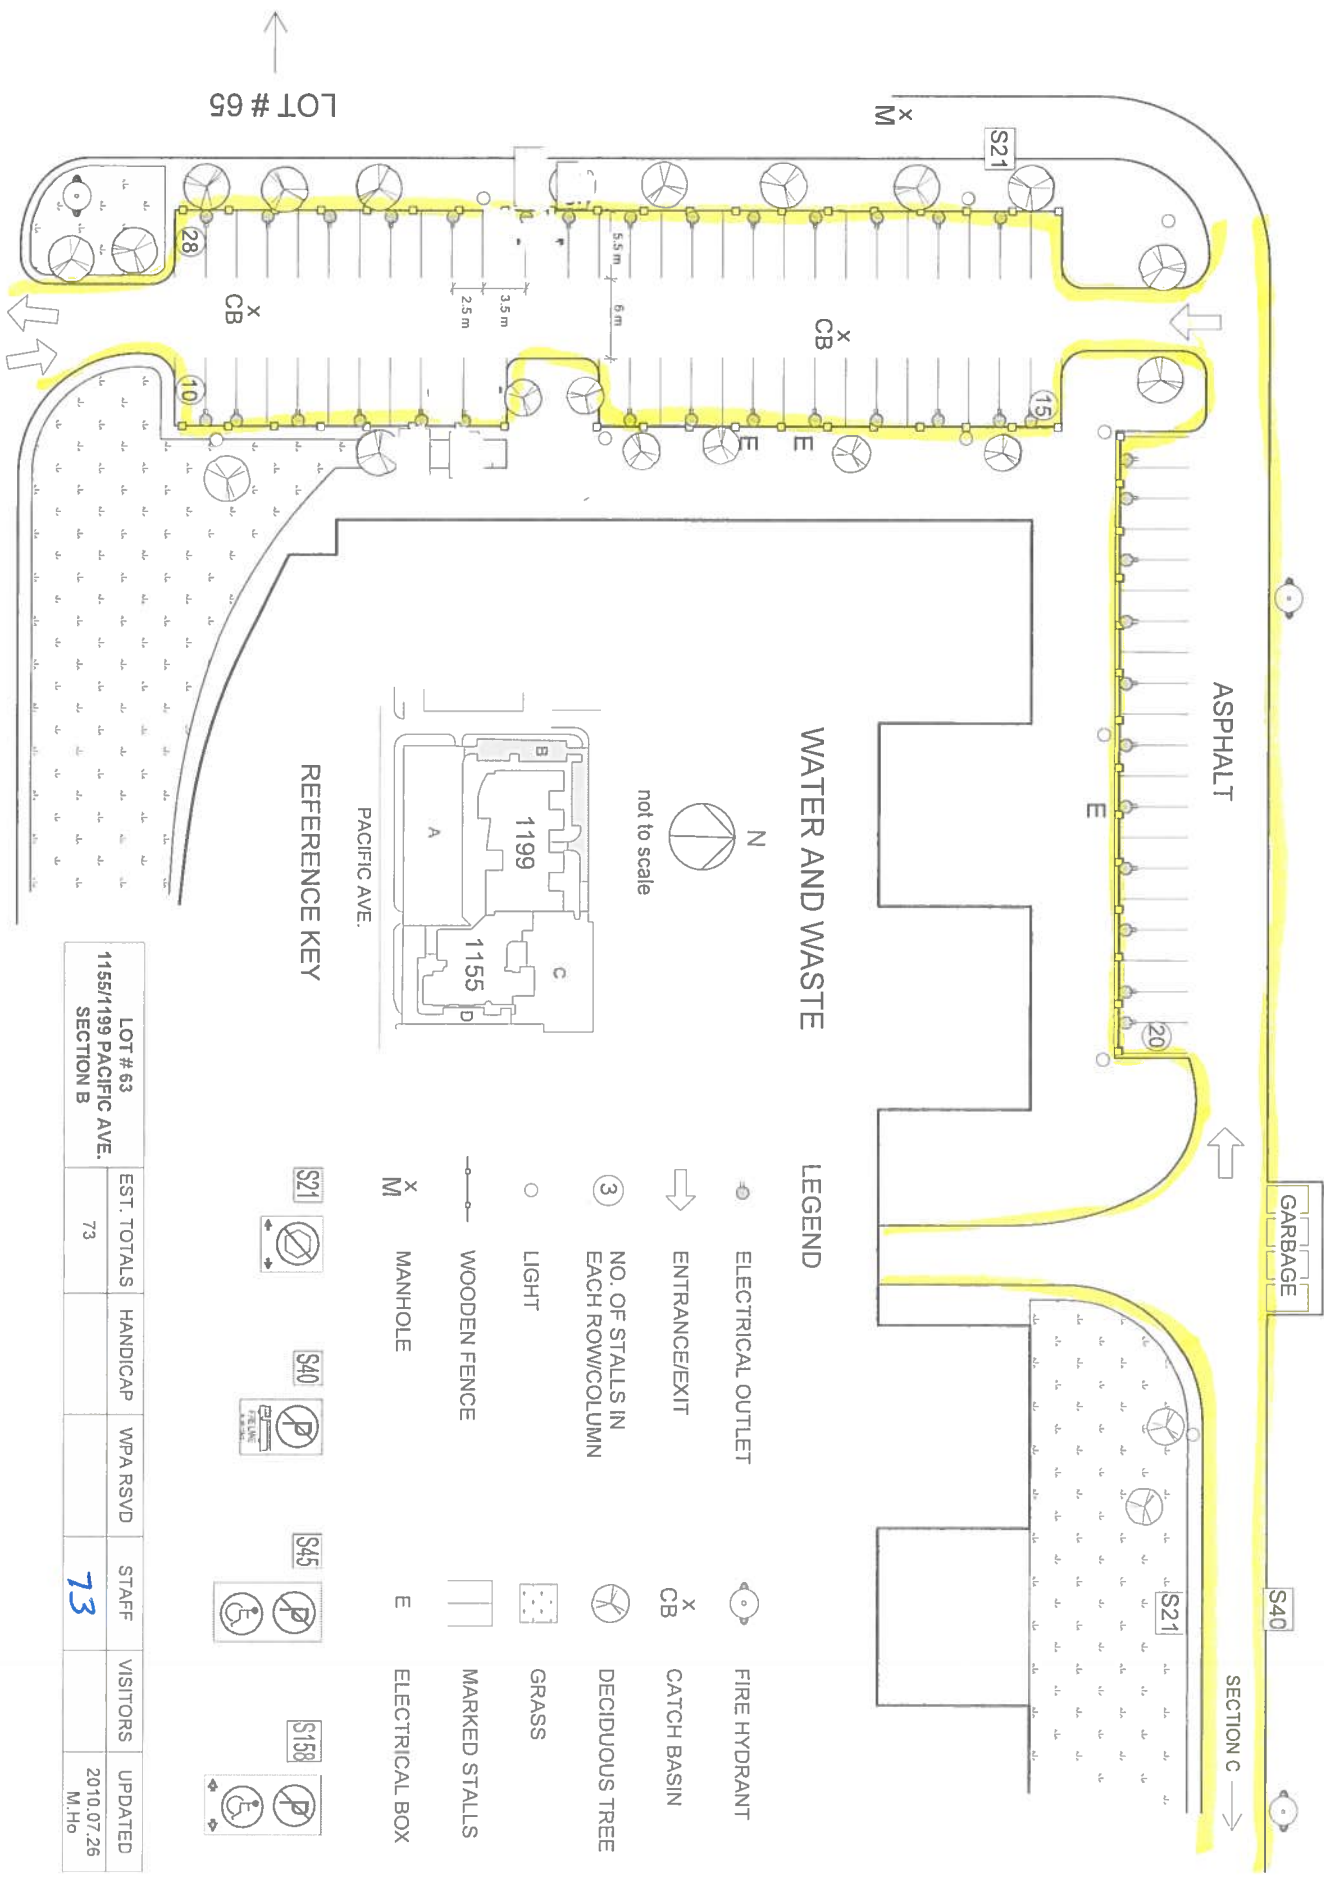 LOT # 65
M
x
S21
28
CB
x
2.5 m
3.5 m
5.5 m
6 m
CB
x
10
15
E
E
ASPHALT
E
20
GARBAGE
S40
S21
SECTION C
WATER AND WASTE
N
not to scale
B
1199
A
1155
C
D
PACIFIC AVE.
REFERENCE KEY
LEGEND
ELECTRICAL OUTLET
ENTRANCE/EXIT
3
NO. OF STALLS IN
EACH ROW/COLUMN
LIGHT
WOODEN FENCE
x
M
MANHOLE
FIRE HYDRANT
x
CB
CATCH BASIN
DECIDUOUS TREE
GRASS
MARKED STALLS
E
ELECTRICAL BOX
S21
S40
P
FIRE LANE
S45
P
S158
P
LOT # 63
1155/1199 PACIFIC AVE.
SECTION B
EST. TOTALS
HANDICAP
WPA RSVD
STAFF
VISITORS
UPDATED
73
73
2010.07.26
M.Ho